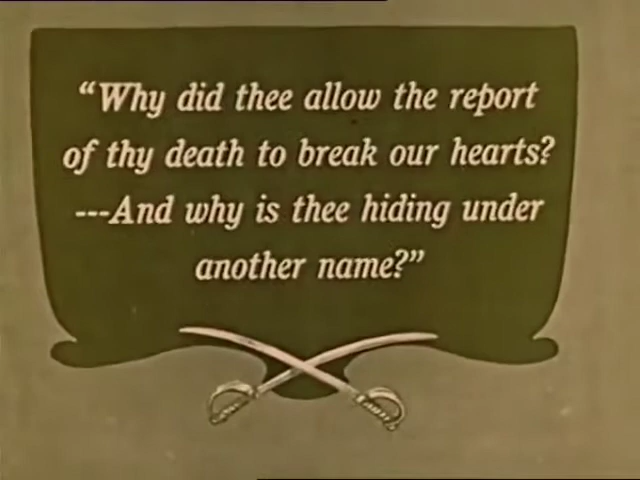 “Why did thee allow the report
of thy death to break our hearts?
---And why is thee hiding under
another name?”